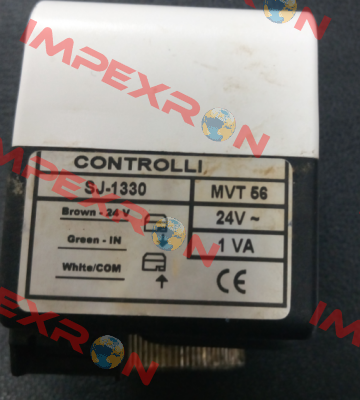 IMPEXRON
CONTROLLI
SJ-1330 MVT 56
Brown - 24 V 24V ~
Green - IN 1 VA
White/COM CE
IMPEXRON
IMPEXRON